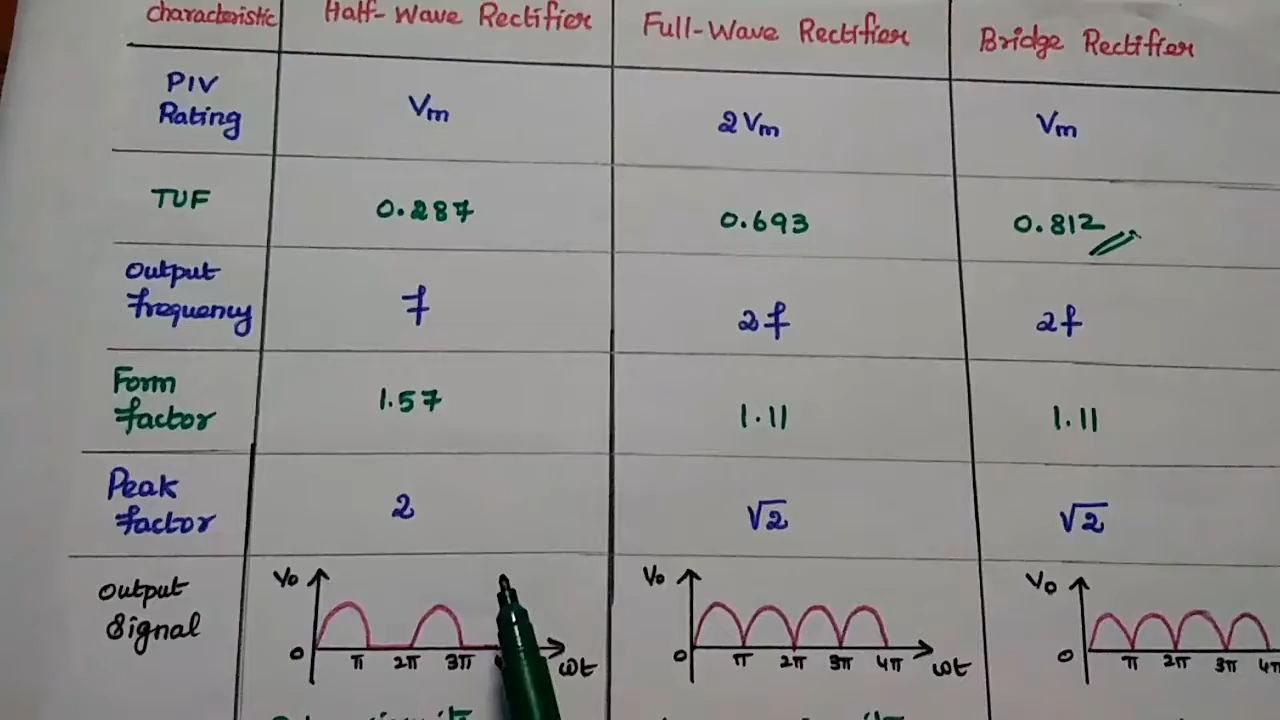 Characteristic Half-Wave Rectifier Full-Wave Rectifier Bridge Rectifier
PIV
Rating Vm 2Vm Vm
TUF 0.287 0.693 0.812
Output
Frequency f 2f 2f
Form
factor 1.57 1.11 1.11
Peak
factor 2 √2 √2
Output
Signal
Vo 0 π 2π 3π ωt
Vo 0 π 2π 3π 4π ωt
Vo 0 π 2π 3π 4π